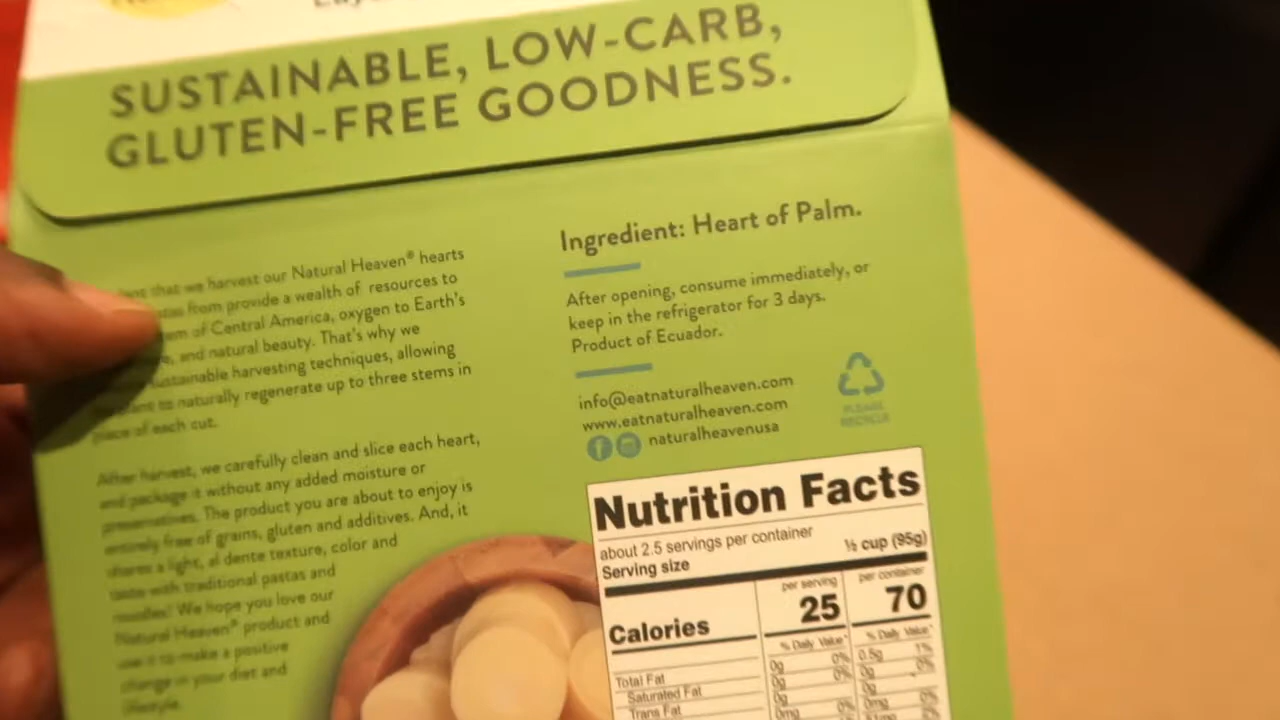 SUSTAINABLE, LOW-CARB,
GLUTEN-FREE GOODNESS.
that we harvest our Natural Heaven® hearts
from provide a wealth of resources to
of Central America, oxygen to Earth's
and natural beauty. That's why we
sustainable harvesting techniques, allowing
to naturally regenerate up to three stems in
place of each cut.
After harvest, we carefully clean and slice each heart,
and package it without any added moisture or
preservatives. The product you are about to enjoy is
entirely free of grains, gluten and additives. And, it
shares a light, al dente texture, color and
taste with traditional pastas and
noodles! We hope you love our
Natural Heaven® product and
use it to make a positive
change in your diet and
lifestyle.
Ingredient: Heart of Palm.
After opening, consume immediately, or
keep in the refrigerator for 3 days.
Product of Ecuador.
info@eatnaturalheaven.com
www.eatnaturalheaven.com
naturalheavenusa
PLEASE
RECYCLE
Nutrition Facts
about 2.5 servings per container
Serving size ½ cup (95g)
per serving per container
Calories 25 70
% Daily Value* % Daily Value*
Total Fat 0g 0% 0.5g 1%
Saturated Fat 0g 0% 0g 0%
Trans Fat 0g 0g
0mg 0% 0%